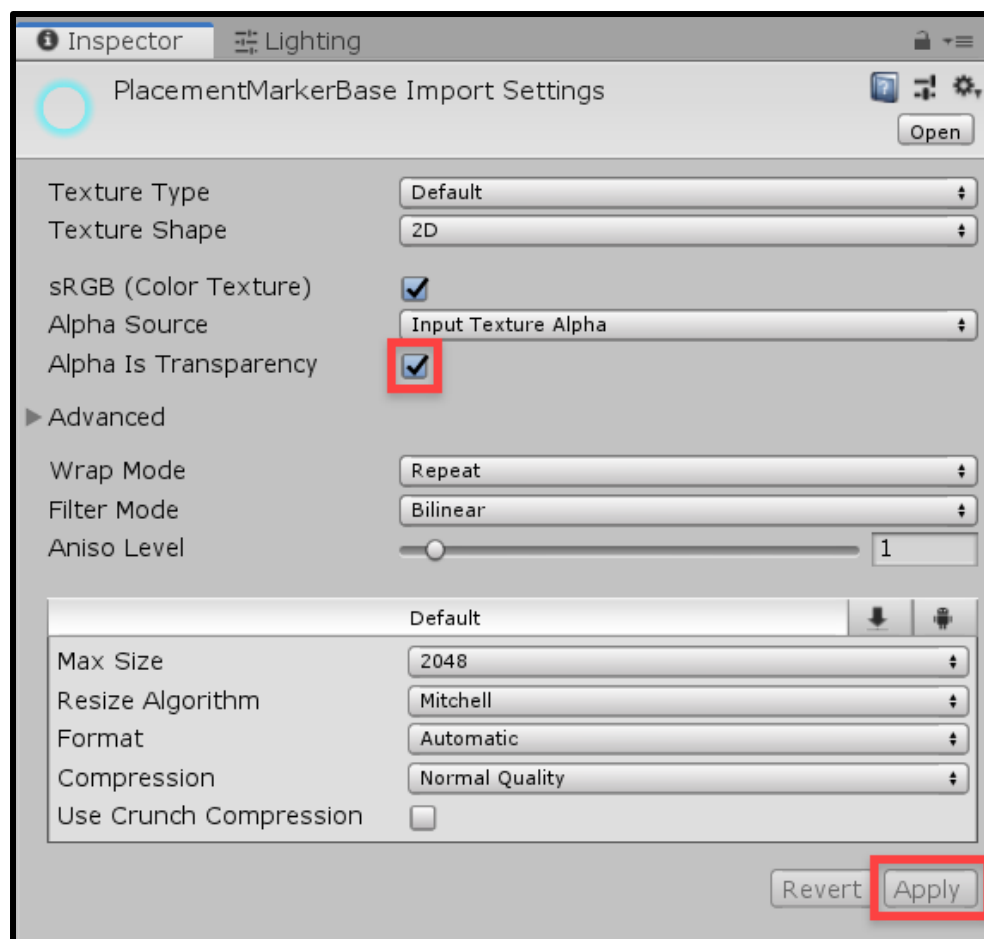 Inspector Lighting
PlacementMarkerBase Import Settings
Open
Texture Type Default
Texture Shape 2D
sRGB (Color Texture)
Alpha Source Input Texture Alpha
Alpha Is Transparency
Advanced
Wrap Mode Repeat
Filter Mode Bilinear
Aniso Level 1
Default
Max Size 2048
Resize Algorithm Mitchell
Format Automatic
Compression Normal Quality
Use Crunch Compression
Revert Apply